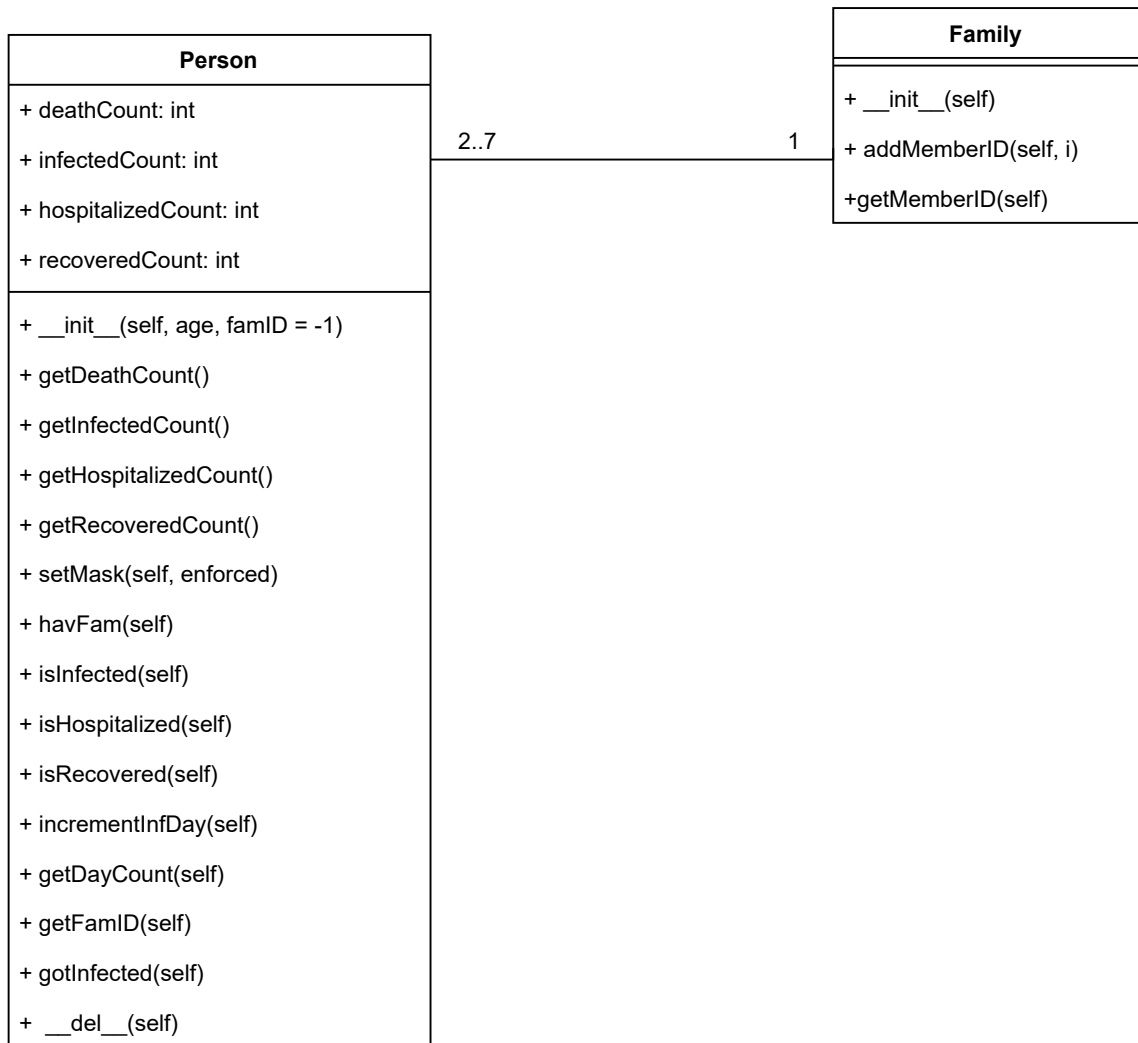 Person
+ deathCount: int
+ infectedCount: int
+ hospitalizedCount: int
+ recoveredCount: int
+ __init__(self, age, famID = -1)
+ getDeathCount()
+ getInfectedCount()
+ getHospitalizedCount()
+ getRecoveredCount()
+ setMask(self, enforced)
+ havFam(self)
+ isInfected(self)
+ isHospitalized(self)
+ isRecovered(self)
+ incrementInfDay(self)
+ getDayCount(self)
+ getFamID(self)
+ gotInfected(self)
+ __del__(self)
2..7
1
Family
+ __init__(self)
+ addMemberID(self, i)
+getMemberID(self)